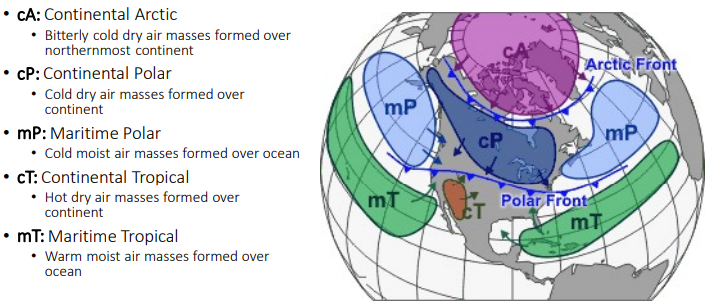 • cA: Continental Arctic
• Bitterly cold dry air masses formed over
northernmost continent
• cP: Continental Polar
• Cold dry air masses formed over
continent
• mP: Maritime Polar
• Cold moist air masses formed over ocean
• cT: Continental Tropical
• Hot dry air masses formed over
continent
• mT: Maritime Tropical
• Warm moist air masses formed over
ocean
cA
Arctic Front
mP
cP
mP
mT
cT
Polar Front
mT